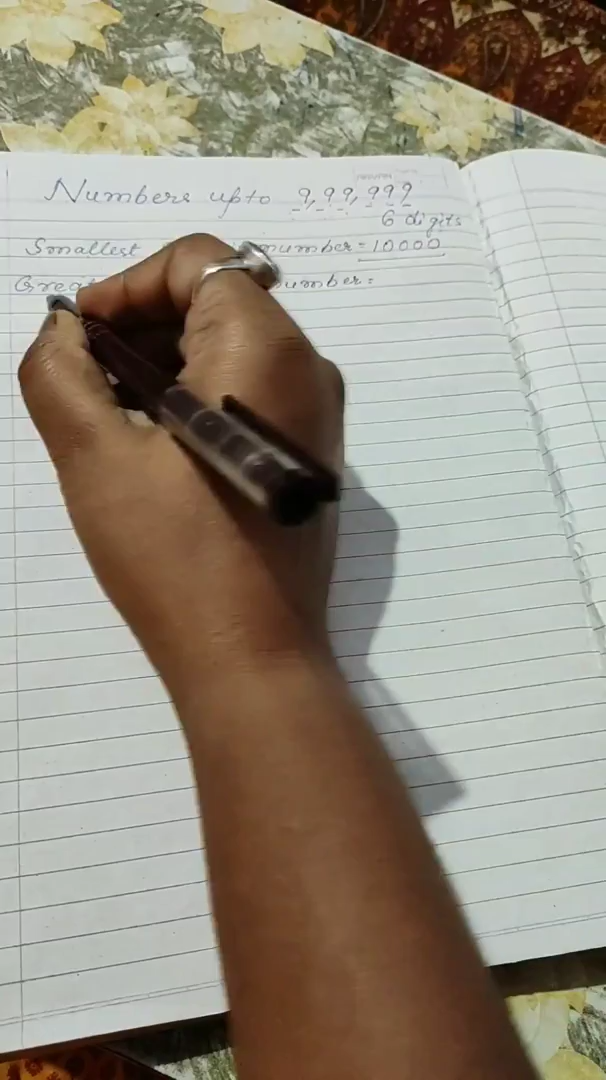 Numbers upto 9,99,999
6 digits
Smallest number = 10000
number =